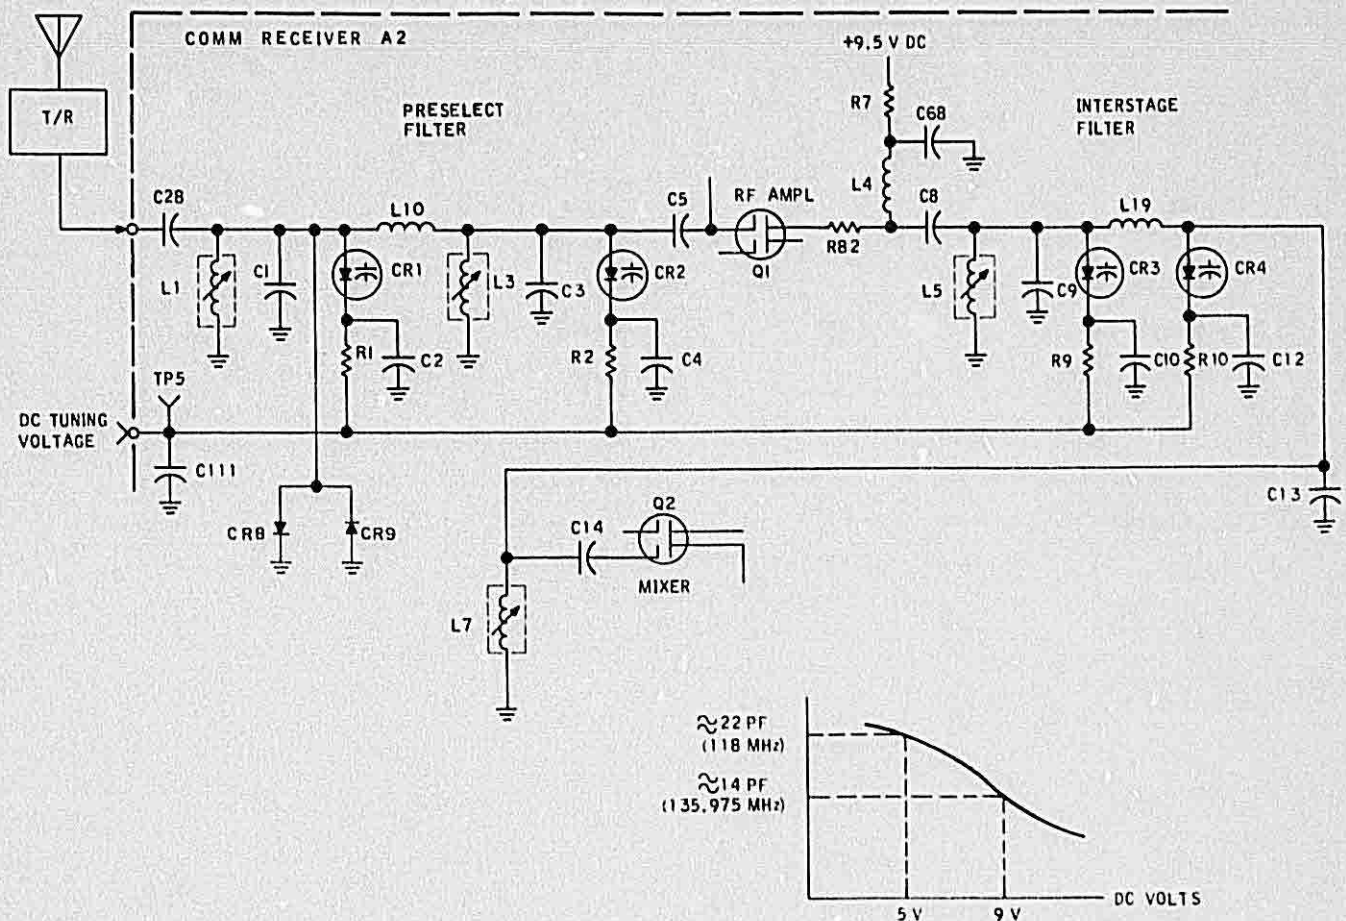 COMM RECEIVER A2
+9.5 V DC
T/R
PRESELECT
FILTER
R7
C68
INTERSTAGE
FILTER
C28
L10
C5
RF AMPL
L4
C8
L19
R82
Q1
L1
C1
CR1
L3
C3
CR2
L5
C9
CR3
CR4
R1
C2
R2
C4
R9
C10
R10
C12
TP5
DC TUNING
VOLTAGE
C111
CR8
CR9
C14
Q2
MIXER
C13
L7
≈22 PF
(118 MHz)
≈14 PF
(135.975 MHz)
5 V
9 V
DC VOLTS